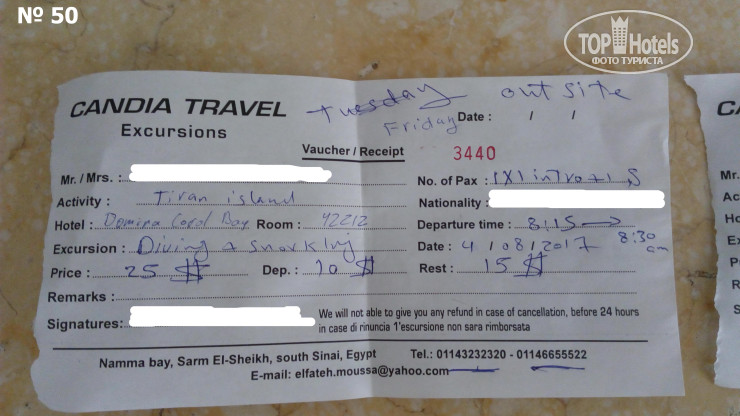 № 50
TOP Hotels
ФОТО ТУРИСТА
CANDIA TRAVEL
Excursions
Tuesday
Friday
out site
Date : / /
Vaucher / Receipt
3440
Mr. / Mrs. :
No. of Pax :
Activity : Tiran island
Nationality :
Hotel : Domina Corol Bay Room : 42212
Departure time : 8:15 →
Excursion : Diving + snorkling
Date : 4 / 08 / 2017 8:30 am
Price : 25 $ Dep. : 10 $ Rest : 15 $
Remarks :
Signatures:
We will not able to give you any refund in case of cancellation, before 24 hours
in case di rinuncia 1'escursione non sara rimborsata
Namma bay, Sarm El-Sheikh, south Sinai, Egypt Tel.: 01143232320 - 01146655522
E-mail: elfateh.moussa@yahoo.com